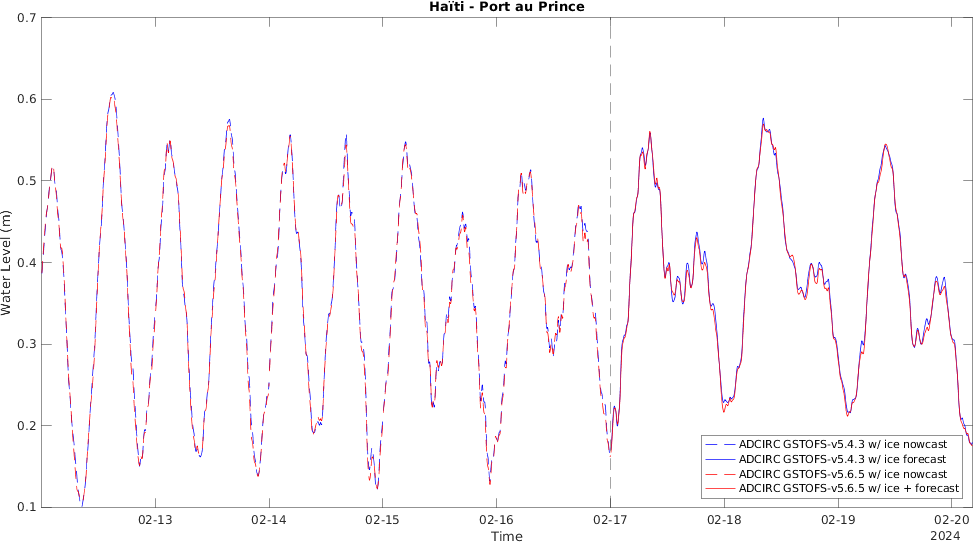 Haïti - Port au Prince
0.7
0.6
0.5
0.4
0.3
0.2
0.1
Water Level (m)
ADCIRC GSTOFS-v5.4.3 w/ ice nowcast
ADCIRC GSTOFS-v5.4.3 w/ ice forecast
ADCIRC GSTOFS-v5.6.5 w/ ice nowcast
ADCIRC GSTOFS-v5.6.5 w/ ice + forecast
02-13 02-14 02-15 02-16 02-17 02-18 02-19 02-20
2024
Time